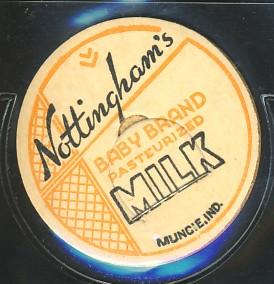 Nottingham's
BABY BRAND
PASTEURIZED
MILK
MUNCIE, IND.